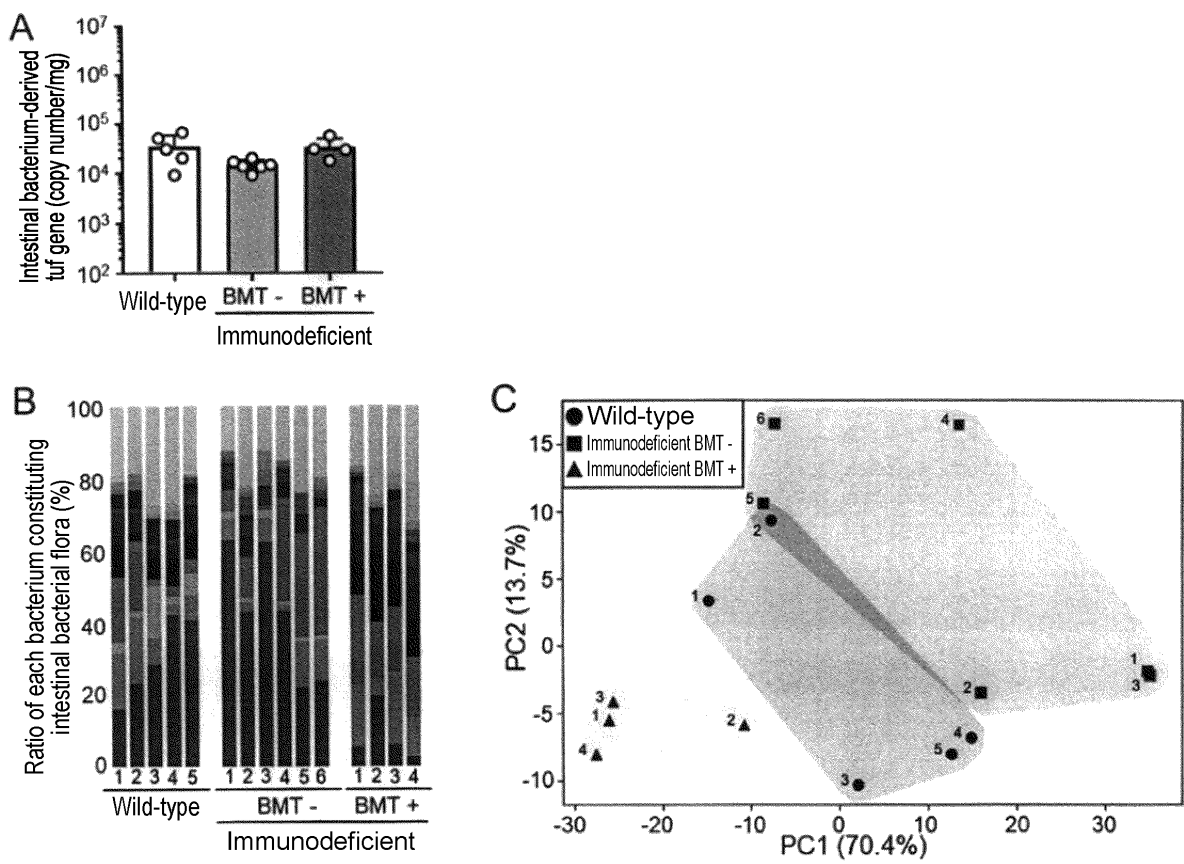 A
Intestinal bacterium-derived
tuf gene (copy number/mg)
10⁷
10⁶
10⁵
10⁴
10³
10²
Wild-type BMT - BMT +
Immunodeficient
B
Ratio of each bacterium constituting
intestinal bacterial flora (%)
100
80
60
40
20
0
1 2 3 4 5 1 2 3 4 5 6 1 2 3 4
Wild-type BMT - BMT +
Immunodeficient
C
Wild-type
Immunodeficient BMT -
Immunodeficient BMT +
PC2 (13.7%)
15
10
5
0
-5
-10
6
4
5
2
1
1
3
2
3
1
4
2
4
5
3
-30 -20 -10 0 10 20 30
PC1 (70.4%)